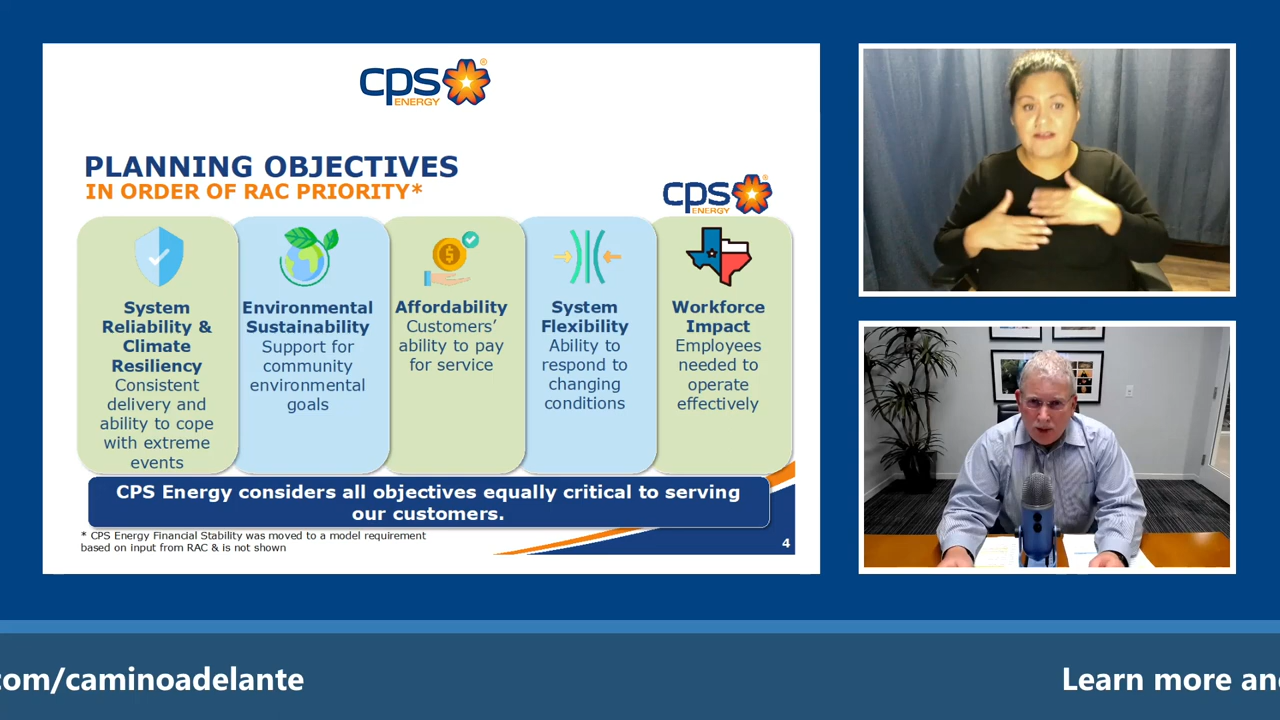 cps
ENERGY
PLANNING OBJECTIVES
IN ORDER OF RAC PRIORITY*
cps
ENERGY
System
Reliability &
Climate
Resiliency
Consistent
delivery and
ability to cope
with extreme
events
Environmental
Sustainability
Support for
community
environmental
goals
Affordability
Customers’
ability to pay
for service
System
Flexibility
Ability to
respond to
changing
conditions
Workforce
Impact
Employees
needed to
operate
effectively
CPS Energy considers all objectives equally critical to serving
our customers.
* CPS Energy Financial Stability was moved to a model requirement
based on input from RAC & is not shown
4
com/caminoadelante
Learn more an